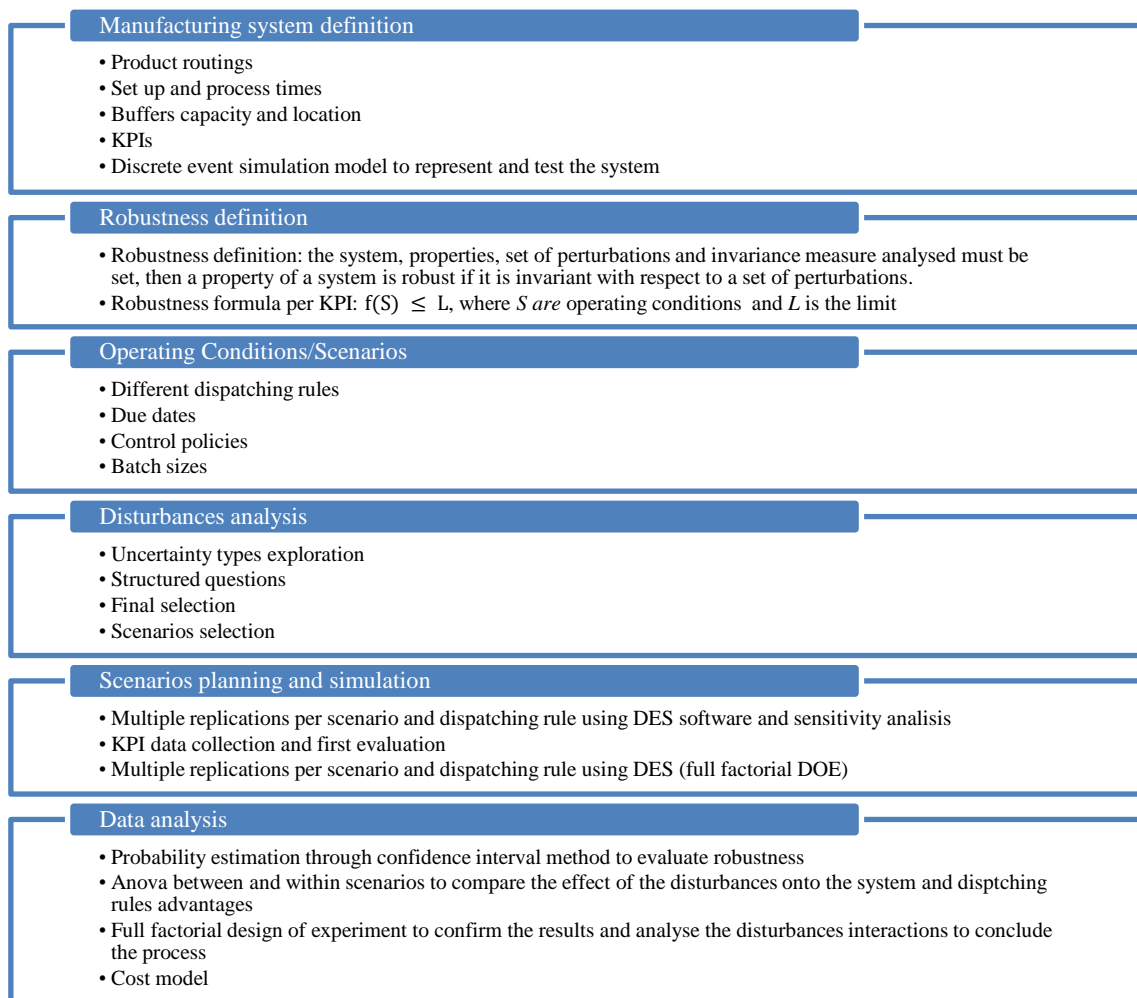 Manufacturing system definition
• Product routings
• Set up and process times
• Buffers capacity and location
• KPIs
• Discrete event simulation model to represent and test the system
Robustness definition
• Robustness definition: the system, properties, set of perturbations and invariance measure analysed must be
set, then a property of a system is robust if it is invariant with respect to a set of perturbations.
• Robustness formula per KPI: f(S) ≤ L, where S are operating conditions and L is the limit
Operating Conditions/Scenarios
• Different dispatching rules
• Due dates
• Control policies
• Batch sizes
Disturbances analysis
• Uncertainty types exploration
• Structured questions
• Final selection
• Scenarios selection
Scenarios planning and simulation
• Multiple replications per scenario and dispatching rule using DES software and sensitivity analisis
• KPI data collection and first evaluation
• Multiple replications per scenario and dispatching rule using DES (full factorial DOE)
Data analysis
• Probability estimation through confidence interval method to evaluate robustness
• Anova between and within scenarios to compare the effect of the disturbances onto the system and disptching
rules advantages
• Full factorial design of experiment to confirm the results and analyse the disturbances interactions to conclude
the process
• Cost model